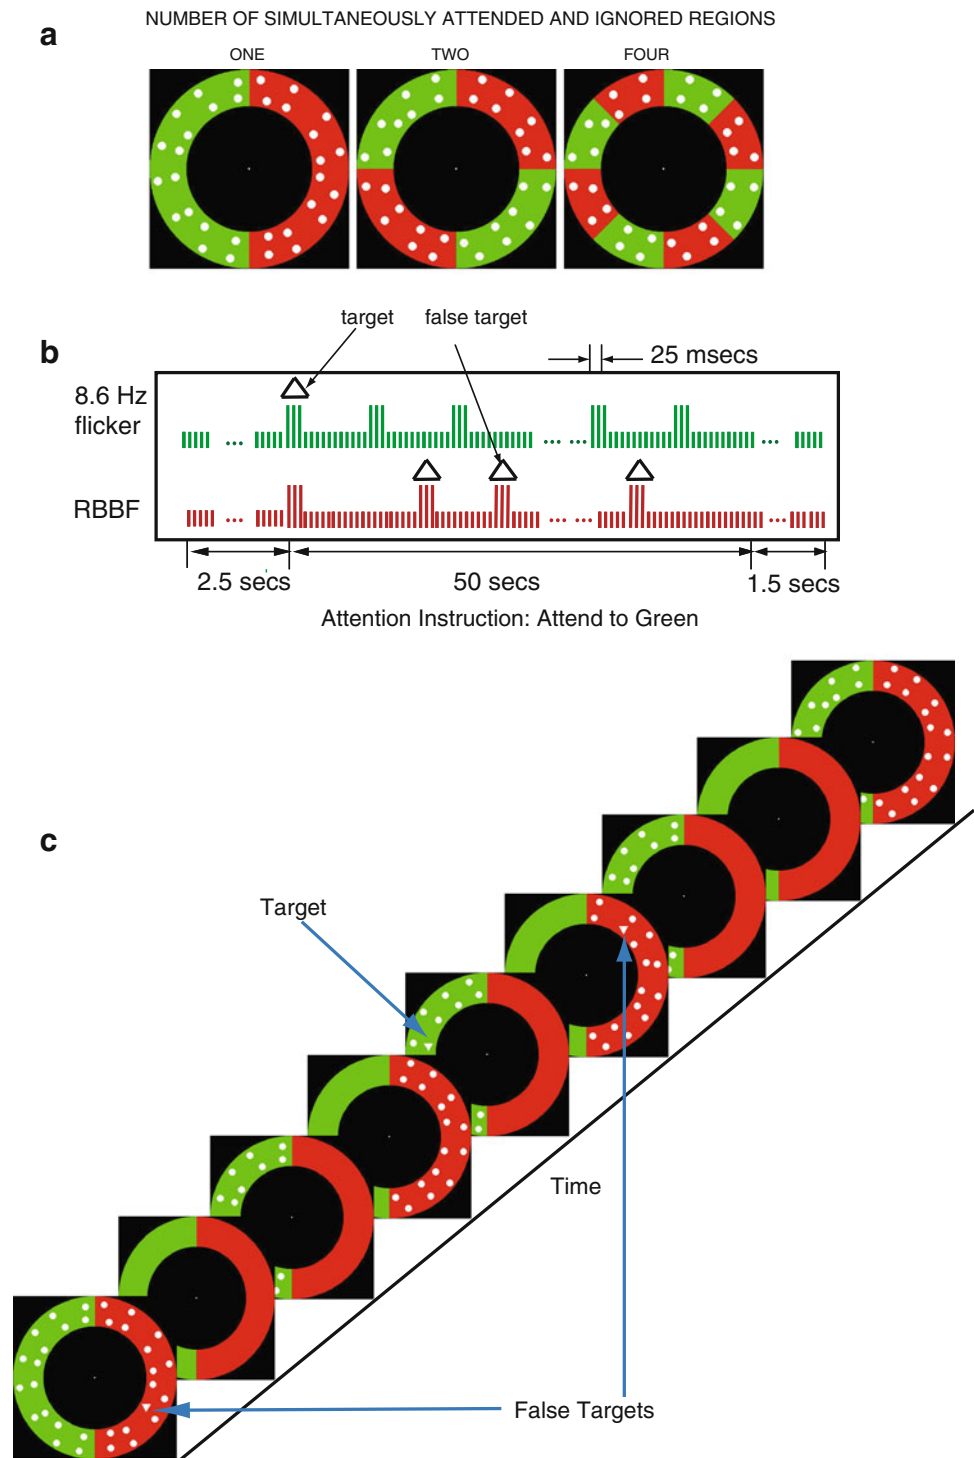 NUMBER OF SIMULTANEOUSLY ATTENDED AND IGNORED REGIONS
a
ONE TWO FOUR
target false target
b
25 msecs
8.6 Hz
flicker
RBBF
2.5 secs 50 secs 1.5 secs
Attention Instruction: Attend to Green
c
Target
Time
False Targets